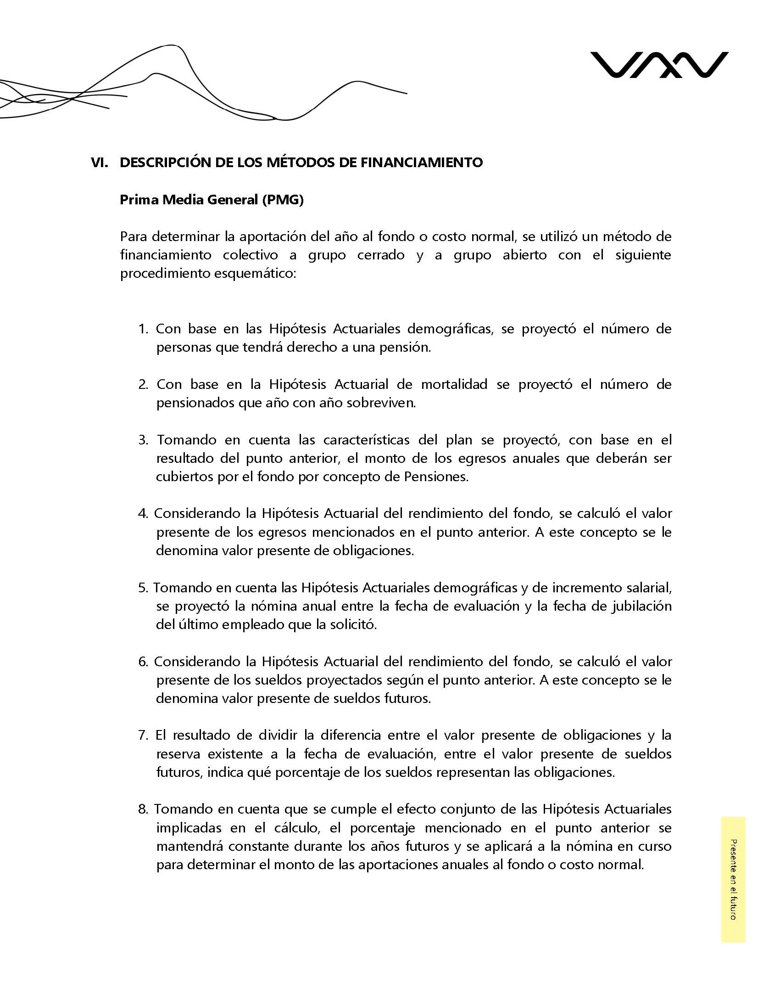 VI. DESCRIPCIÓN DE LOS MÉTODOS DE FINANCIAMIENTO
Prima Media General (PMG)
Para determinar la aportación del año al fondo o costo normal, se utilizó un método de
financiamiento colectivo a grupo cerrado y a grupo abierto con el siguiente
procedimiento esquemático:
1. Con base en las Hipótesis Actuariales demográficas, se proyectó el número de
personas que tendrá derecho a una pensión.
2. Con base en la Hipótesis Actuarial de mortalidad se proyectó el número de
pensionados que año con año sobreviven.
3. Tomando en cuenta las características del plan se proyectó, con base en el
resultado del punto anterior, el monto de los egresos anuales que deberán ser
cubiertos por el fondo por concepto de Pensiones.
4. Considerando la Hipótesis Actuarial del rendimiento del fondo, se calculó el valor
presente de los egresos mencionados en el punto anterior. A este concepto se le
denomina valor presente de obligaciones.
5. Tomando en cuenta las Hipótesis Actuariales demográficas y de incremento salarial,
se proyectó la nómina anual entre la fecha de evaluación y la fecha de jubilación
del último empleado que la solicitó.
6. Considerando la Hipótesis Actuarial del rendimiento del fondo, se calculó el valor
presente de los sueldos proyectados según el punto anterior. A este concepto se le
denomina valor presente de sueldos futuros.
7. El resultado de dividir la diferencia entre el valor presente de obligaciones y la
reserva existente a la fecha de evaluación, entre el valor presente de sueldos
futuros, indica qué porcentaje de los sueldos representan las obligaciones.
8. Tomando en cuenta que se cumple el efecto conjunto de las Hipótesis Actuariales
implicadas en el cálculo, el porcentaje mencionado en el punto anterior se
mantendrá constante durante los años futuros y se aplicará a la nómina en curso
para determinar el monto de las aportaciones anuales al fondo o costo normal.
Presente en el futuro